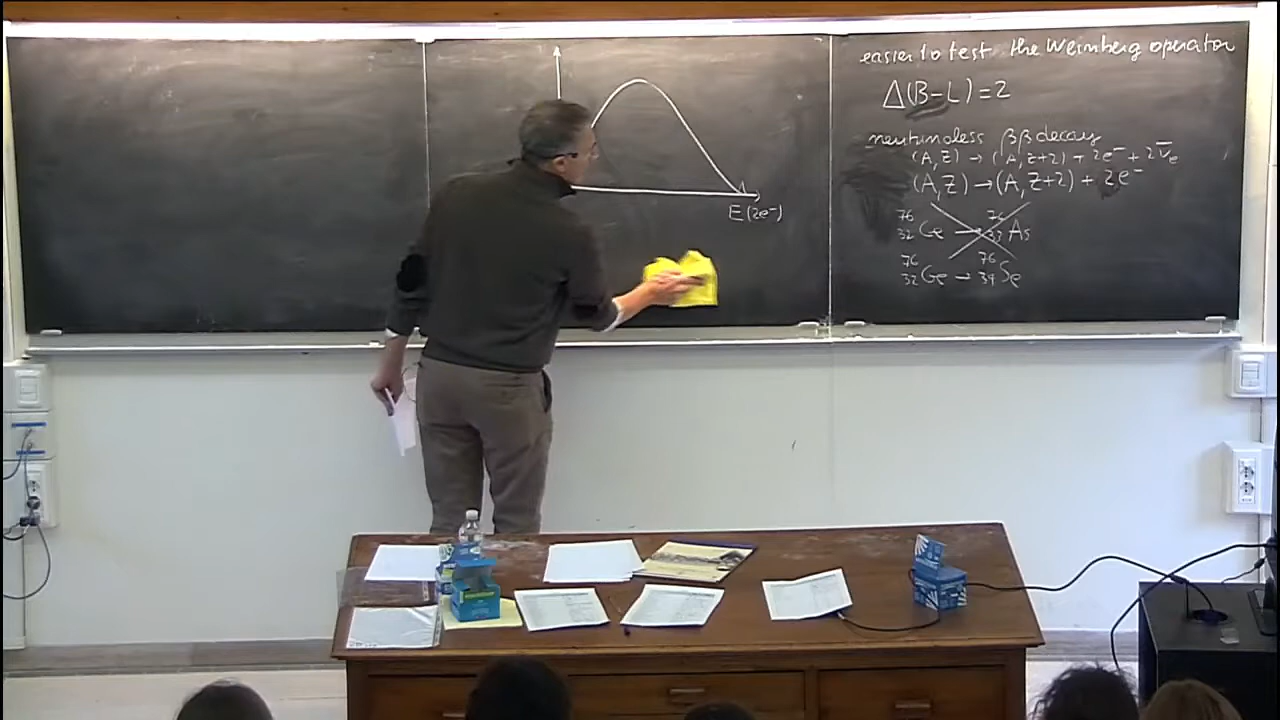 E(2e⁻)
easier to test the Weinberg operator
Δ(B-L)=2
neutrinoless ββ decay
(A,Z) → (A,Z+2) + 2e⁻ + 2ν̄ₑ
(A,Z) → (A,Z+2) + 2e⁻
⁷⁶₃₂Ge → ⁷⁶₃₃As
⁷⁶₃₂Ge → ⁷⁶₃₄Se